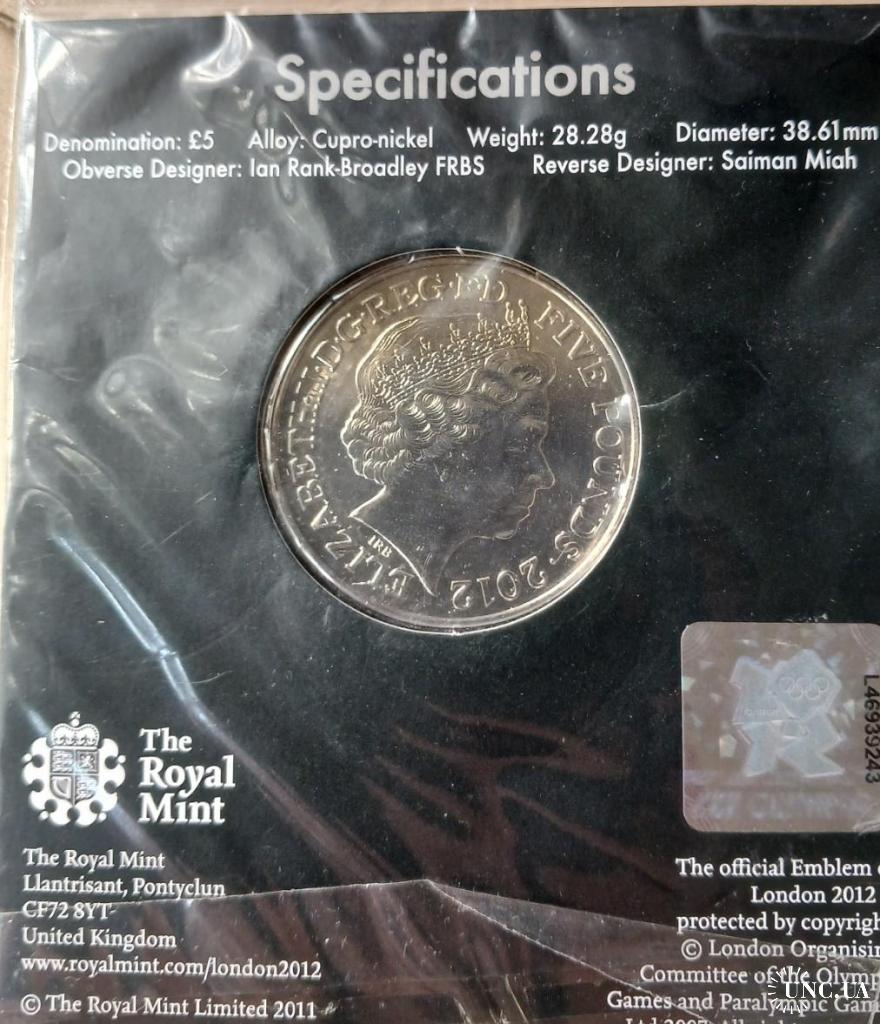 Specifications
Denomination: £5 Alloy: Cupro-nickel Weight: 28.28g Diameter: 38.61mm
Obverse Designer: Ian Rank-Broadley FRBS Reverse Designer: Saiman Miah
ELIZABETH·II·D·G·REG·F·D
FIVE POUNDS·2012
IRB
L46939243
The
Royal
Mint
The Royal Mint
Llantrisant, Pontyclun
CF72 8YT
United Kingdom
www.royalmint.com/london2012
© The Royal Mint Limited 2011
The official Emblem
London 2012
protected by copyrigh
© London Organisin
Committee of the Olymp
Games and Paralympic Gam
UNC.UA